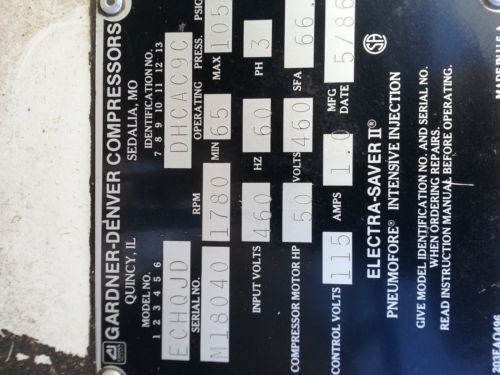 GARDNER-DENVER COMPRESSORS
QUINCY, IL SEDALIA, MO
MODEL NO. IDENTIFICATION NO.
1 2 3 4 5 6 7 8 9 10 11 12 13
ECHQJD DHCAC9C
SERIAL NO. RPM OPERATING PRESS. PSIG
M18040 1780 MIN 65 MAX 105
INPUT VOLTS 460 HZ 60 PH 3
COMPRESSOR MOTOR HP 50 VOLTS 460 SFA 66.
CONTROL VOLTS 115 AMPS 1.0 MFG DATE 5/86
ELECTRA-SAVER II®
PNEUMOFORE® INTENSIVE INJECTION
GIVE MODEL IDENTIFICATION NO. AND SERIAL NO.
WHEN ORDERING REPAIRS.
READ INSTRUCTION MANUAL BEFORE OPERATING.
MADE IN U.S.A.